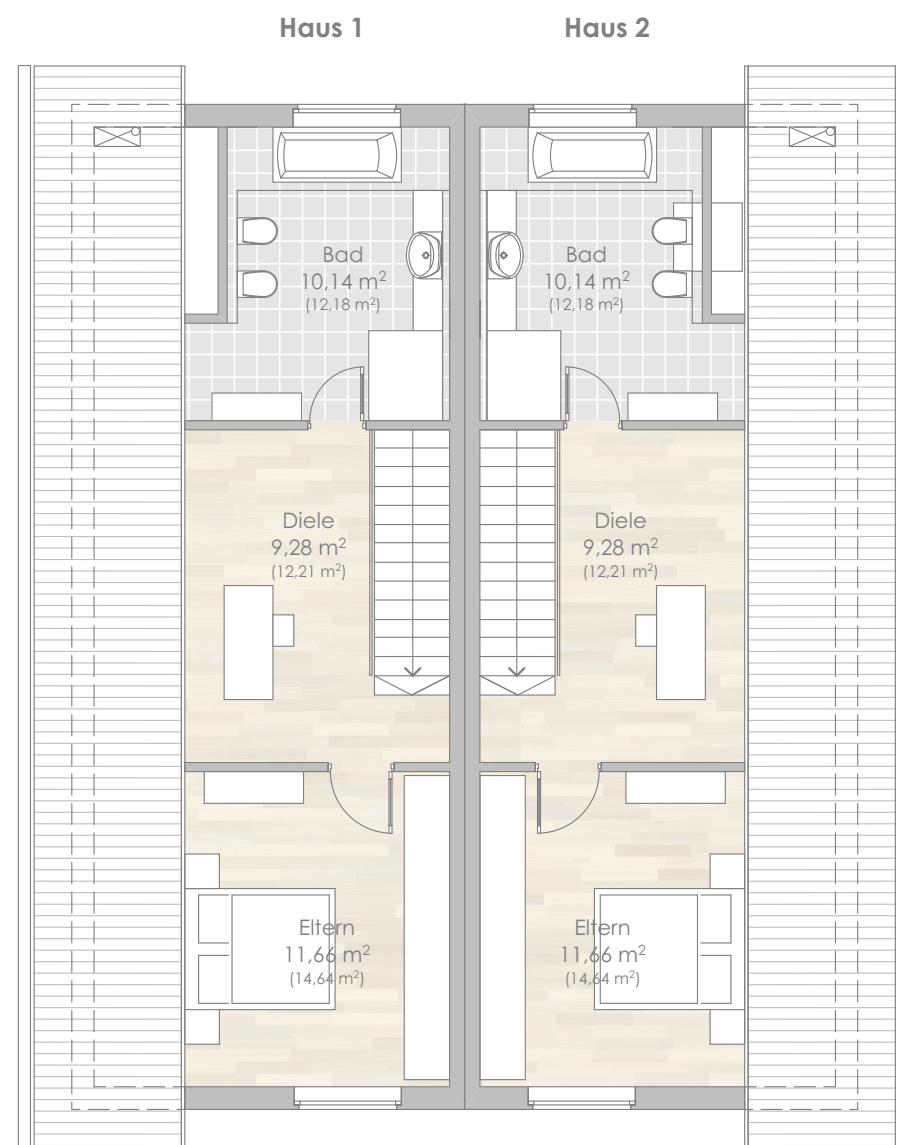 Haus 1
Haus 2
Bad
10,14 m²
(12,18 m²)
Bad
10,14 m²
(12,18 m²)
Diele
9,28 m²
(12,21 m²)
Diele
9,28 m²
(12,21 m²)
Eltern
11,66 m²
(14,64 m²)
Eltern
11,66 m²
(14,64 m²)